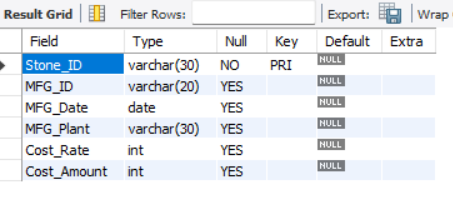 Result Grid Filter Rows: Export: Wrap
Field Type Null Key Default Extra
Stone_ID varchar(30) NO PRI NULL
MFG_ID varchar(20) YES NULL
MFG_Date date YES NULL
MFG_Plant varchar(30) YES NULL
Cost_Rate int YES NULL
Cost_Amount int YES NULL